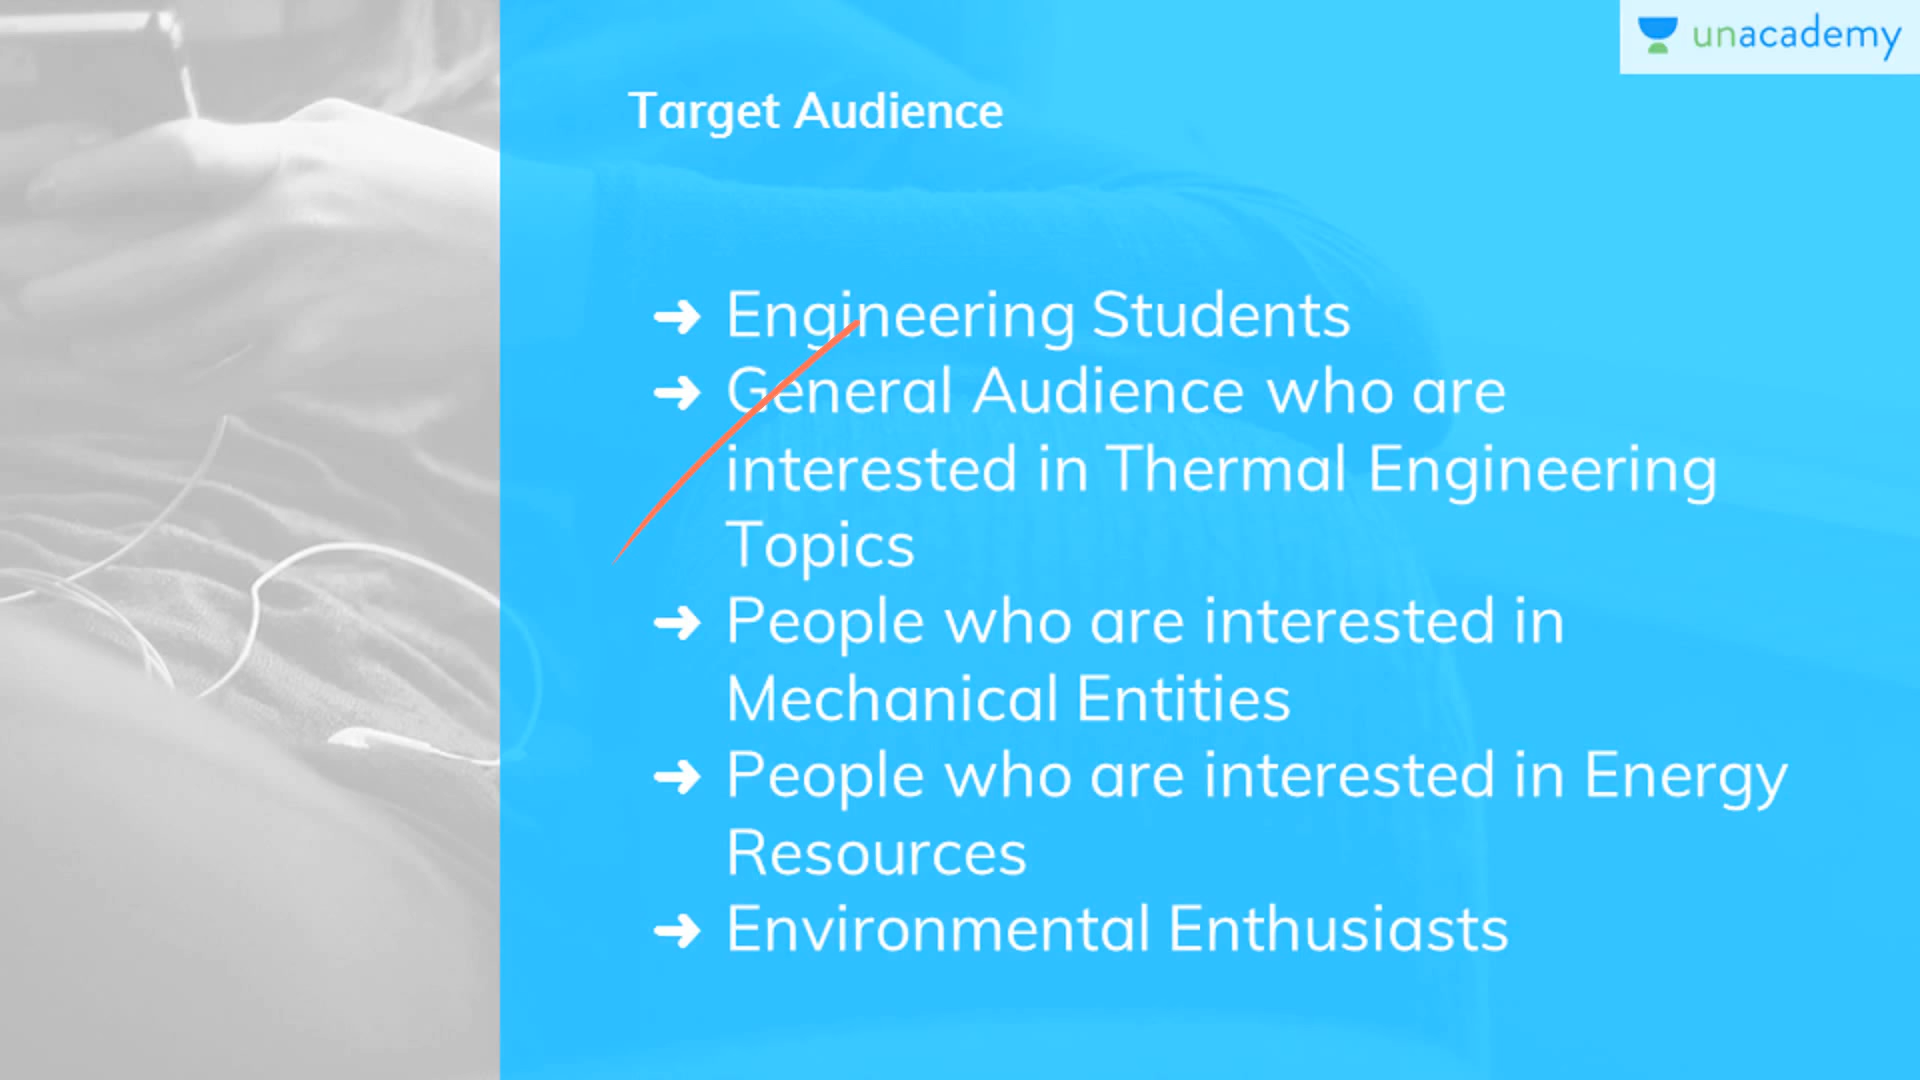 unacademy
Target Audience
➜ Engineering Students
➜ General Audience who are
interested in Thermal Engineering
Topics
➜ People who are interested in
Mechanical Entities
➜ People who are interested in Energy
Resources
➜ Environmental Enthusiasts